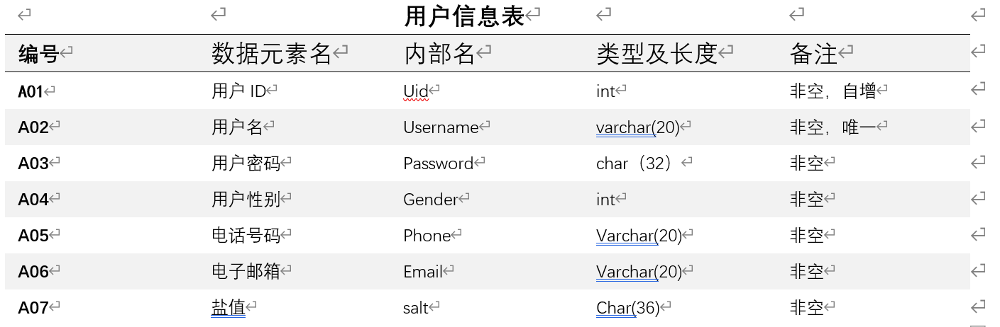 用户信息表
编号 数据元素名 内部名 类型及长度 备注
A01 用户 ID Uid int 非空，自增
A02 用户名 Username varchar(20) 非空，唯一
A03 用户密码 Password char（32） 非空
A04 用户性别 Gender int 非空
A05 电话号码 Phone Varchar(20) 非空
A06 电子邮箱 Email Varchar(20) 非空
A07 盐值 salt Char(36) 非空